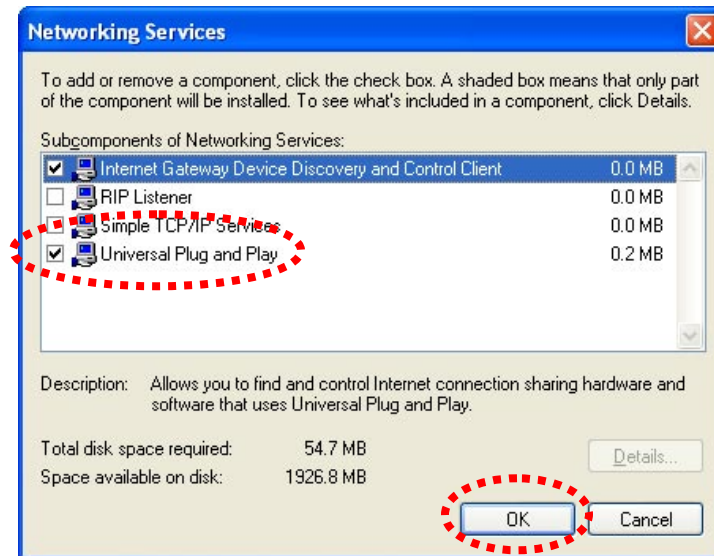 Networking Services
To add or remove a component, click the check box. A shaded box means that only part
of the component will be installed. To see what's included in a component, click Details.
Subcomponents of Networking Services:
Internet Gateway Device Discovery and Control Client 0.0 MB
RIP Listener 0.0 MB
Simple TCP/IP Services 0.0 MB
Universal Plug and Play 0.2 MB
Description: Allows you to find and control Internet connection sharing hardware and
software that uses Universal Plug and Play.
Total disk space required: 54.7 MB
Details...
Space available on disk: 1926.8 MB
OK Cancel